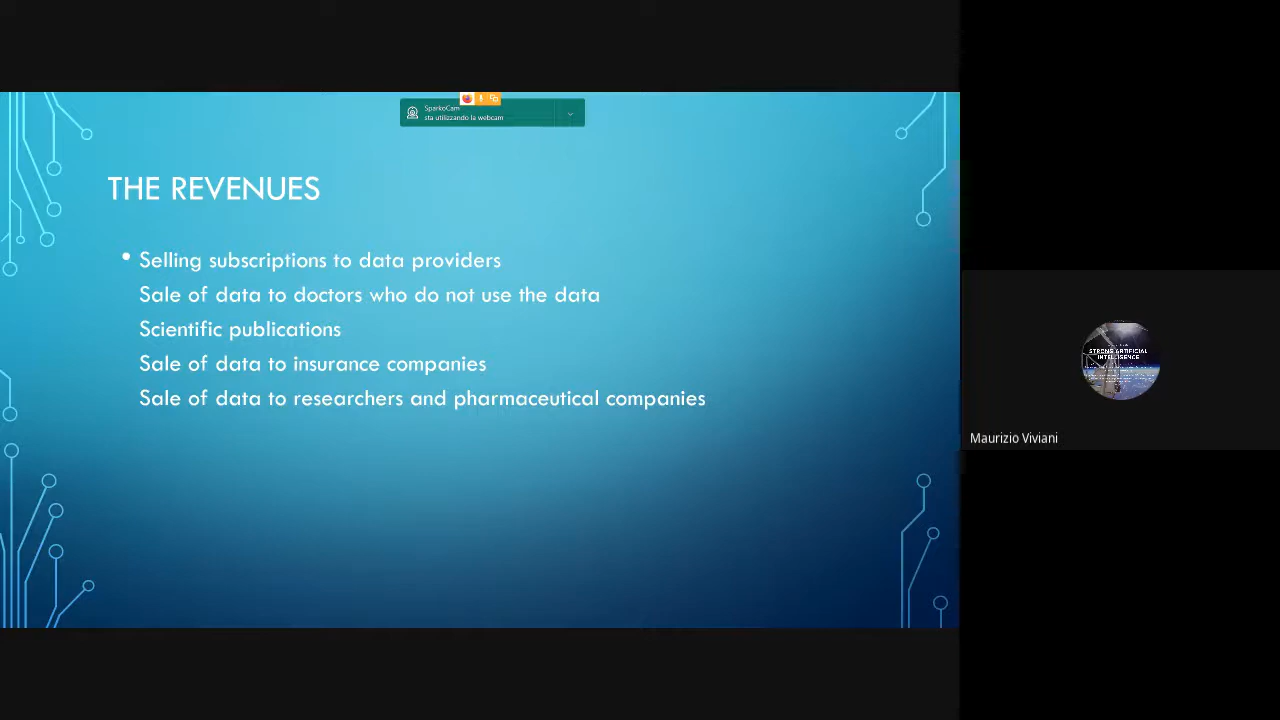 SparkoCam
sta utilizzando la webcam
THE REVENUES
• Selling subscriptions to data providers
Sale of data to doctors who do not use the data
Scientific publications
Sale of data to insurance companies
Sale of data to researchers and pharmaceutical companies
STRONG ARTIFICIAL
INTELLIGENCE
Maurizio Viviani